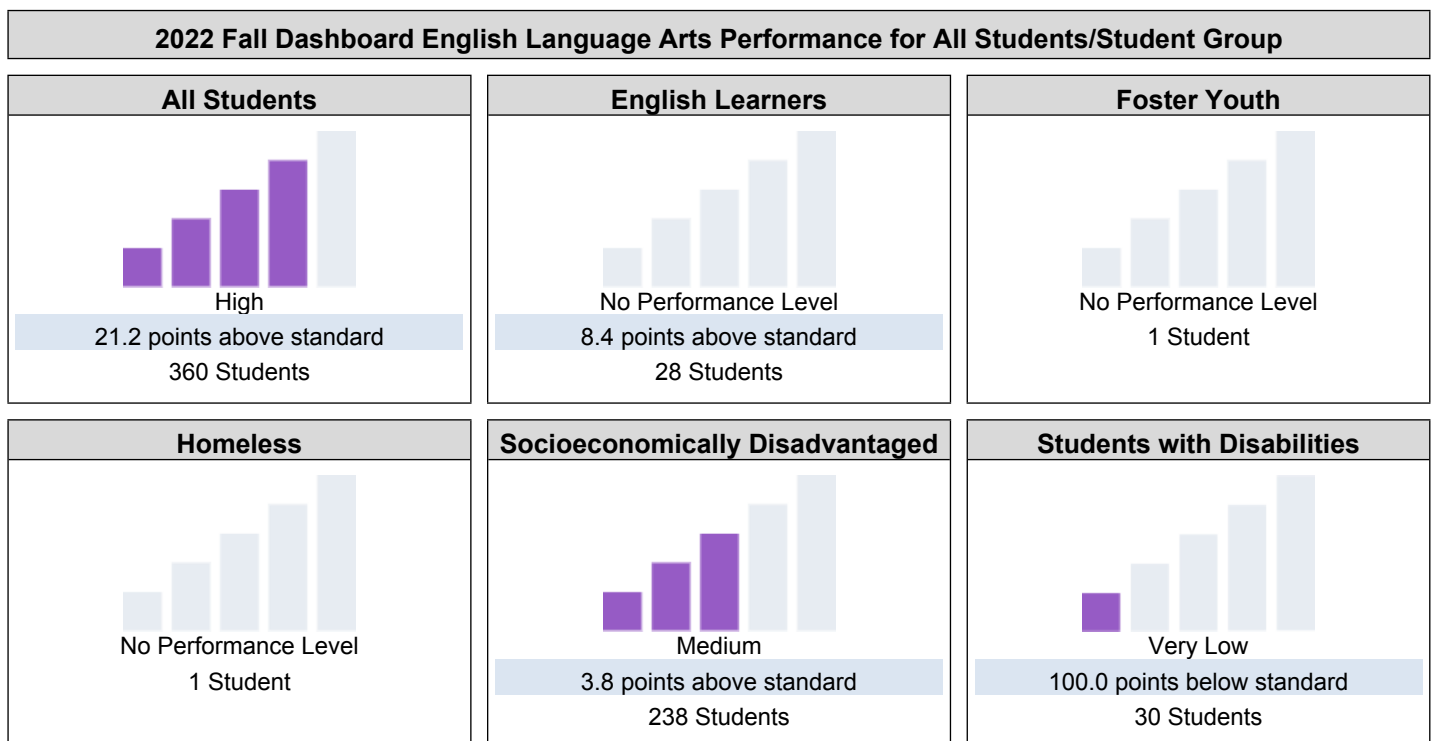 2022 Fall Dashboard English Language Arts Performance for All Students/Student Group
All Students
High
21.2 points above standard
360 Students
English Learners
No Performance Level
8.4 points above standard
28 Students
Foster Youth
No Performance Level
1 Student
Homeless
No Performance Level
1 Student
Socioeconomically Disadvantaged
Medium
3.8 points above standard
238 Students
Students with Disabilities
Very Low
100.0 points below standard
30 Students